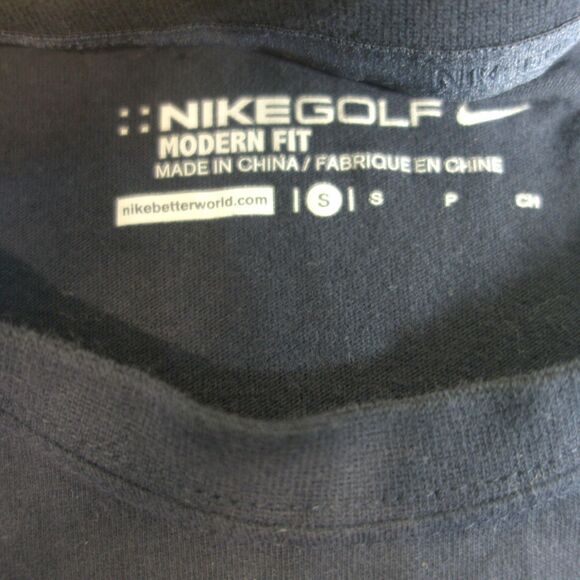 NIKEGOLF
MODERN FIT
MADE IN CHINA / FABRIQUE EN CHINE
nikebetterworld.com | S | S P CH